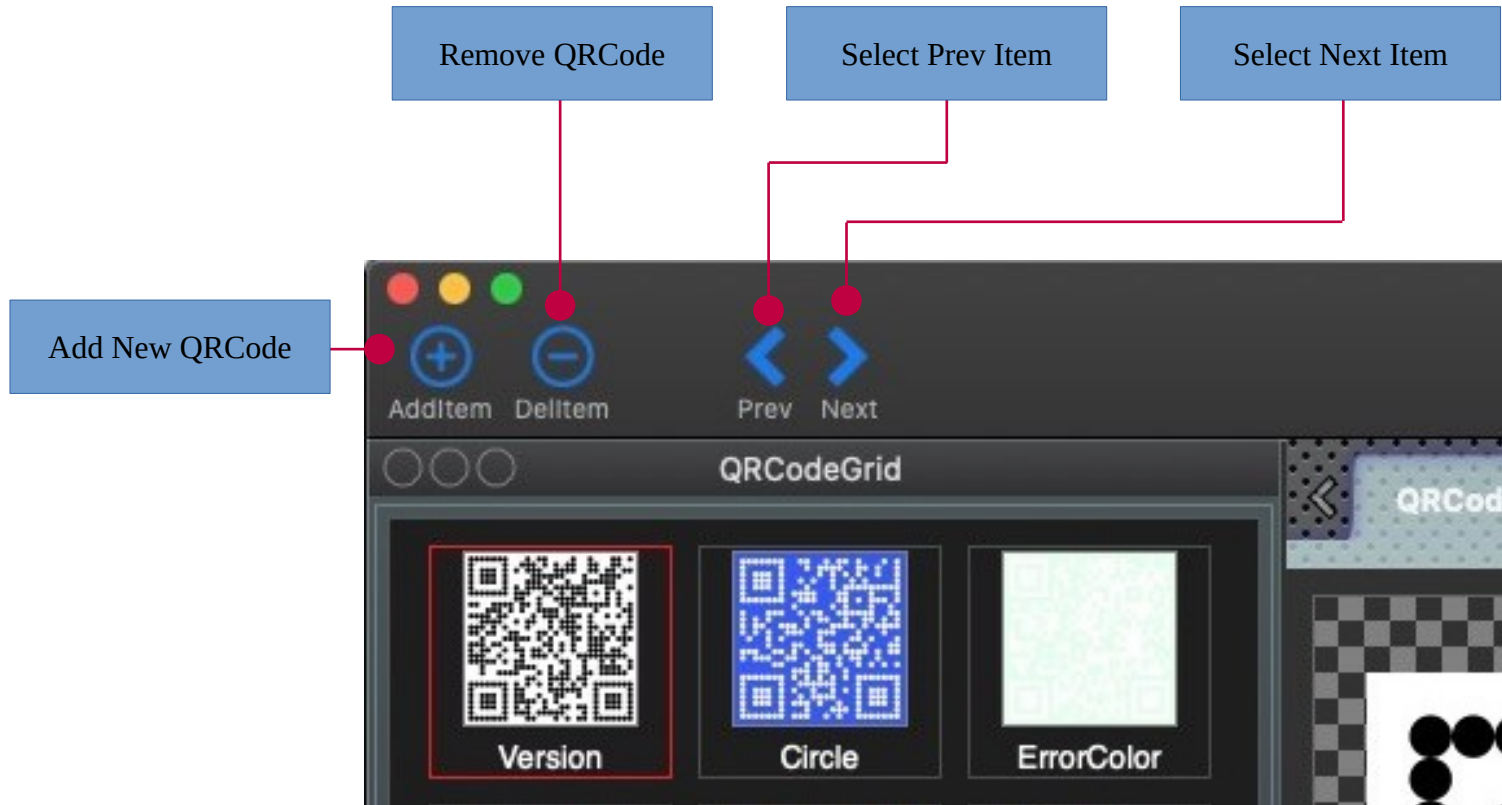 Remove QRCode
Select Prev Item
Select Next Item
Add New QRCode
AddItem DelItem Prev Next
QRCodeGrid
QRCod
Version Circle ErrorColor